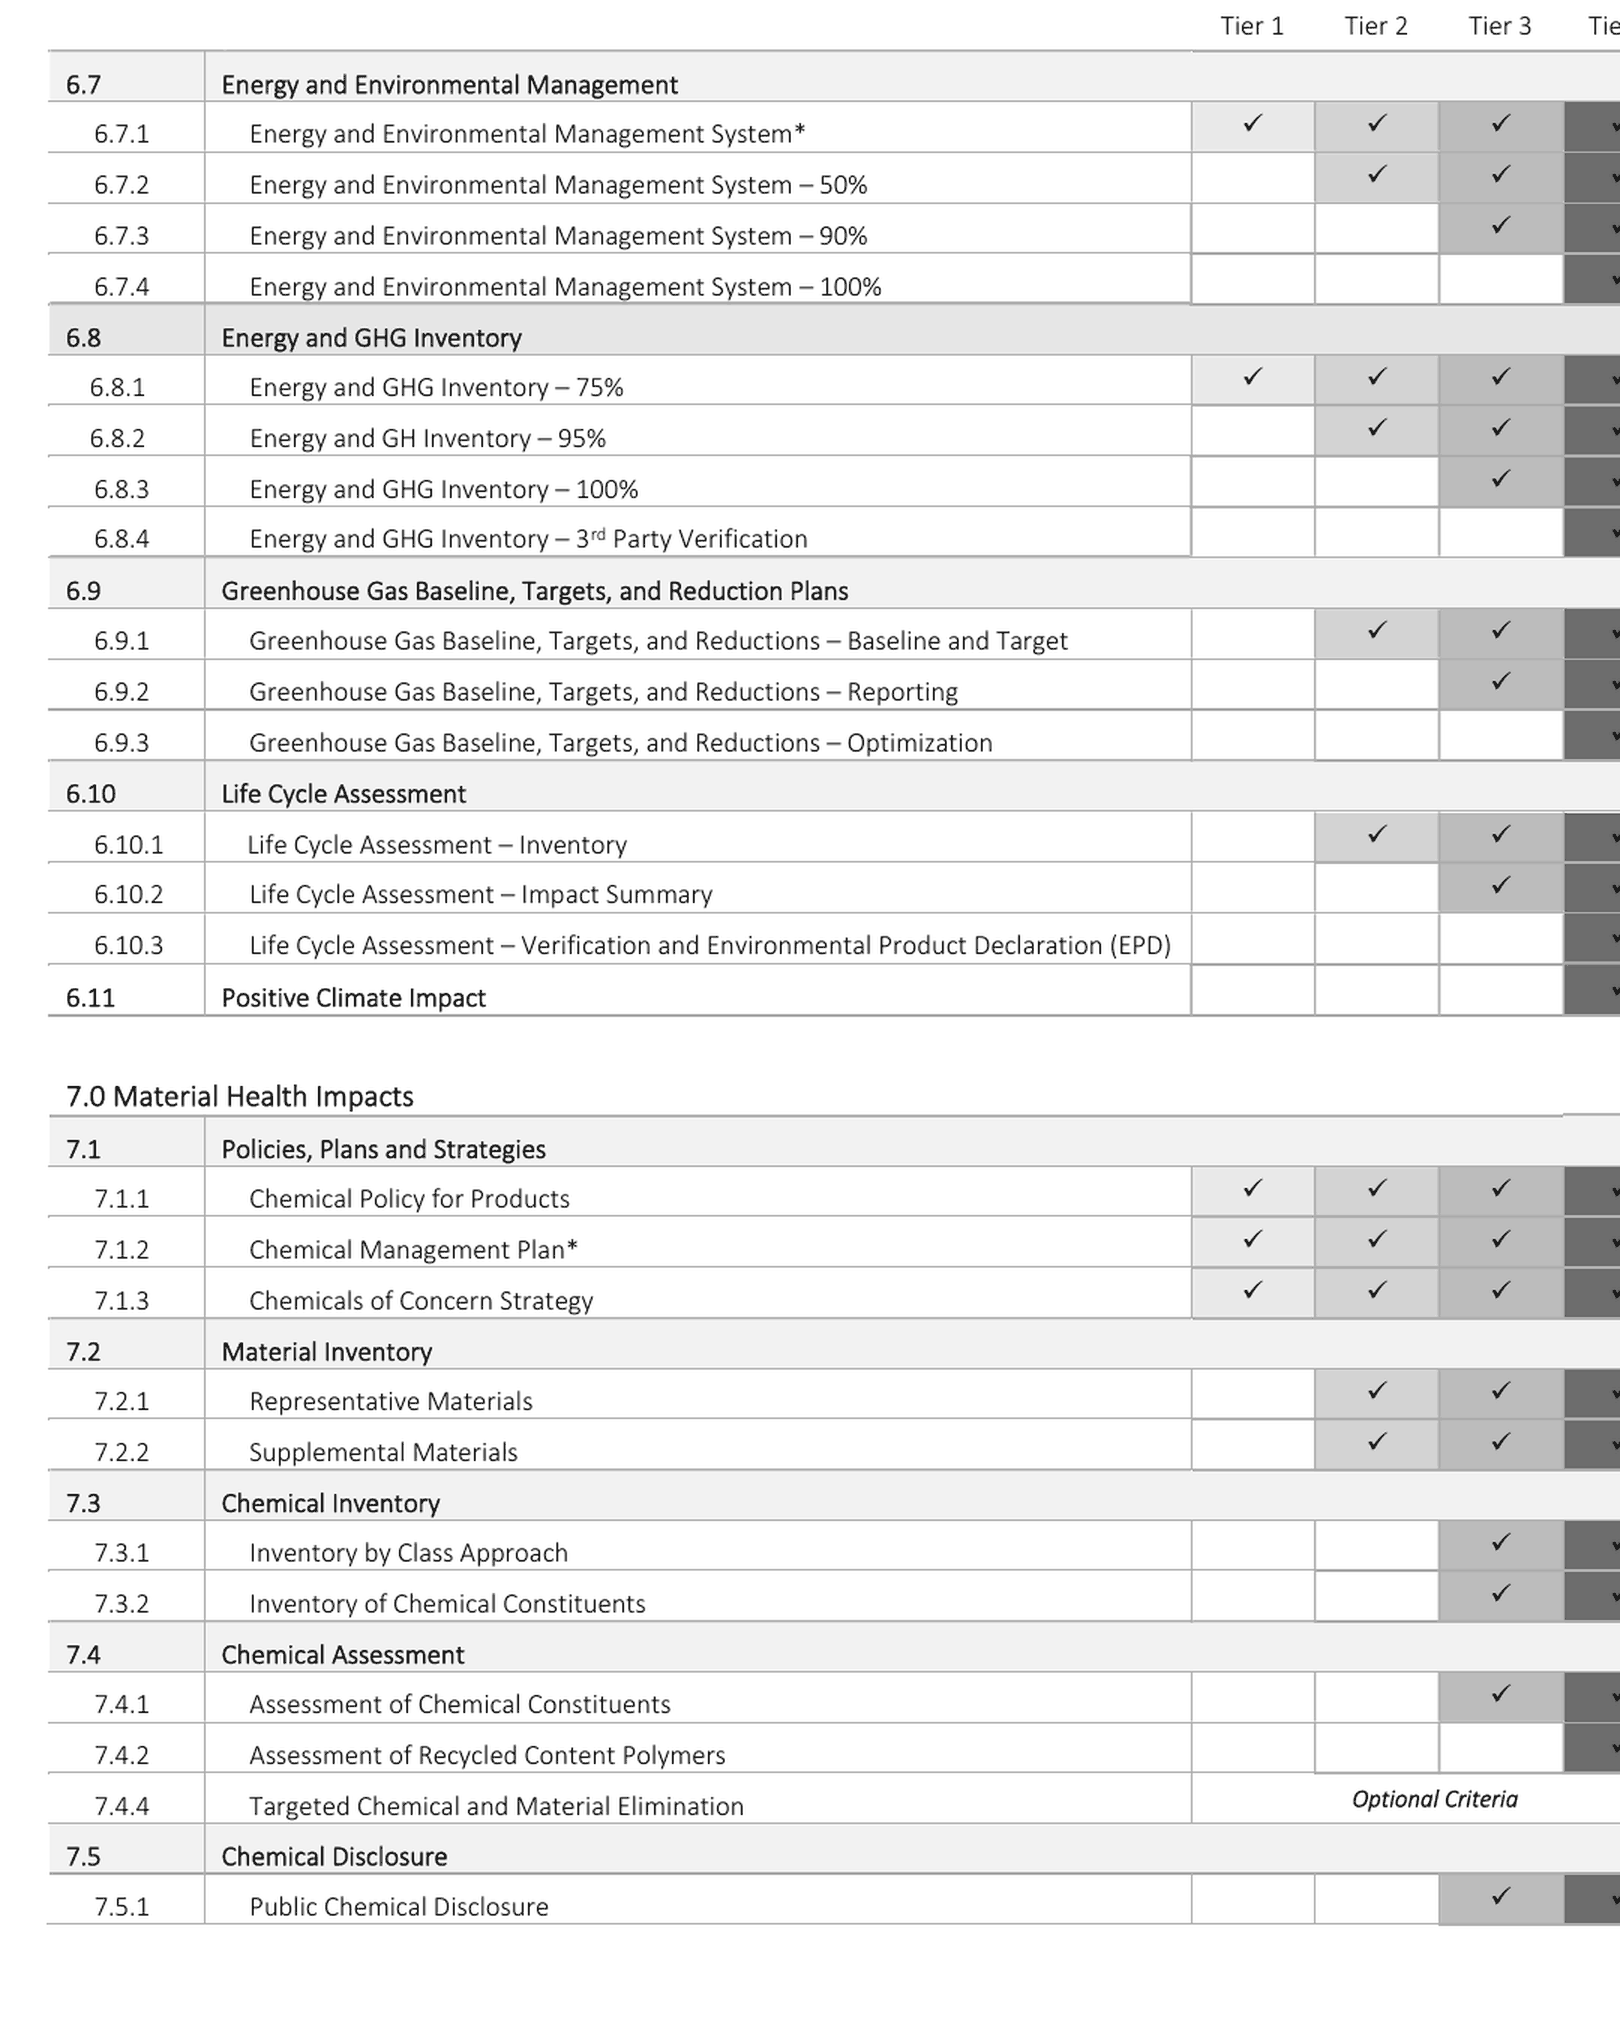 Tier 1 Tier 2 Tier 3 Tie
6.7 Energy and Environmental Management
6.7.1 Energy and Environmental Management System* ✓ ✓ ✓
6.7.2 Energy and Environmental Management System – 50% ✓ ✓
6.7.3 Energy and Environmental Management System – 90% ✓
6.7.4 Energy and Environmental Management System – 100%
6.8 Energy and GHG Inventory
6.8.1 Energy and GHG Inventory – 75% ✓ ✓ ✓
6.8.2 Energy and GH Inventory – 95% ✓ ✓
6.8.3 Energy and GHG Inventory – 100% ✓
6.8.4 Energy and GHG Inventory – 3rd Party Verification
6.9 Greenhouse Gas Baseline, Targets, and Reduction Plans
6.9.1 Greenhouse Gas Baseline, Targets, and Reductions – Baseline and Target ✓ ✓
6.9.2 Greenhouse Gas Baseline, Targets, and Reductions – Reporting ✓
6.9.3 Greenhouse Gas Baseline, Targets, and Reductions – Optimization
6.10 Life Cycle Assessment
6.10.1 Life Cycle Assessment – Inventory ✓ ✓
6.10.2 Life Cycle Assessment – Impact Summary ✓
6.10.3 Life Cycle Assessment – Verification and Environmental Product Declaration (EPD)
6.11 Positive Climate Impact
7.0 Material Health Impacts
7.1 Policies, Plans and Strategies
7.1.1 Chemical Policy for Products ✓ ✓ ✓
7.1.2 Chemical Management Plan* ✓ ✓ ✓
7.1.3 Chemicals of Concern Strategy ✓ ✓ ✓
7.2 Material Inventory
7.2.1 Representative Materials ✓ ✓
7.2.2 Supplemental Materials ✓ ✓
7.3 Chemical Inventory
7.3.1 Inventory by Class Approach ✓
7.3.2 Inventory of Chemical Constituents ✓
7.4 Chemical Assessment
7.4.1 Assessment of Chemical Constituents ✓
7.4.2 Assessment of Recycled Content Polymers
7.4.4 Targeted Chemical and Material Elimination Optional Criteria
7.5 Chemical Disclosure
7.5.1 Public Chemical Disclosure ✓